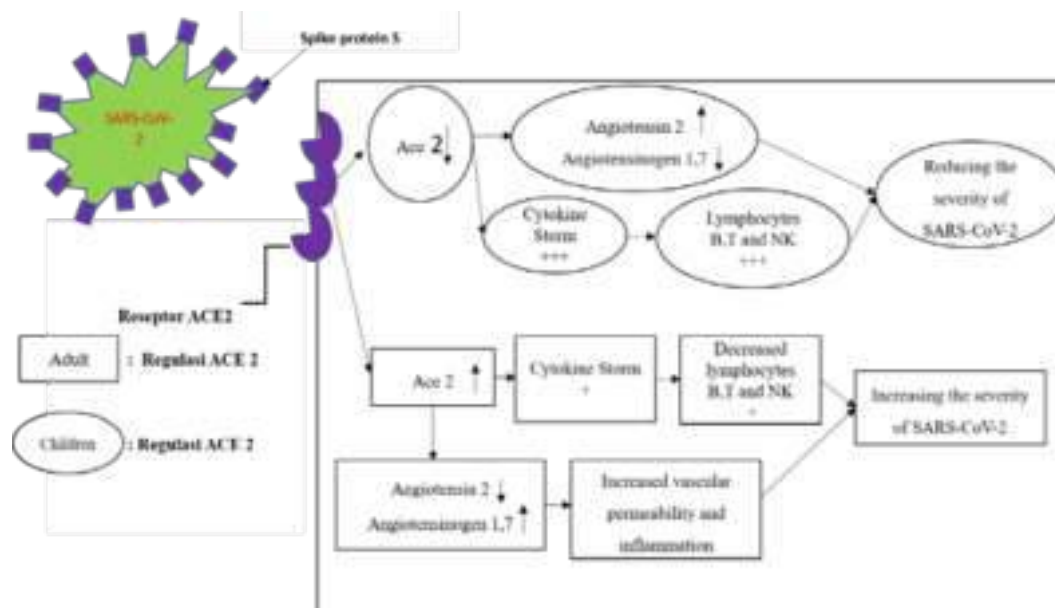 Spike protein S
SARS-CoV-
2
Ace 2↓
Angiotensin 2 ↑
Angiotensinogen 1,7 ↓
Reducing the
severity of
SARS-CoV-2
Cytokine
Storm
+++
Lymphocytes
B.T and NK
+++
Reseptor ACE2
Adult : Regulasi ACE 2
Children : Regulasi ACE 2
Ace 2 ↑
Cytokine Storm
+
Decreased
lymphocytes
B.T and NK
+
Increasing the severity
of SARS-CoV-2
Angiotensin 2 ↓
Angiotensinogen 1,7 ↑
Increased vascular
permeability and
inflammation